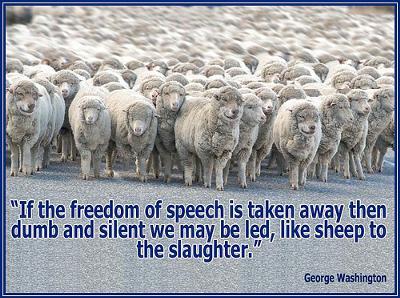 “If the freedom of speech is taken away then
dumb and silent we may be led, like sheep to
the slaughter.”
George Washington